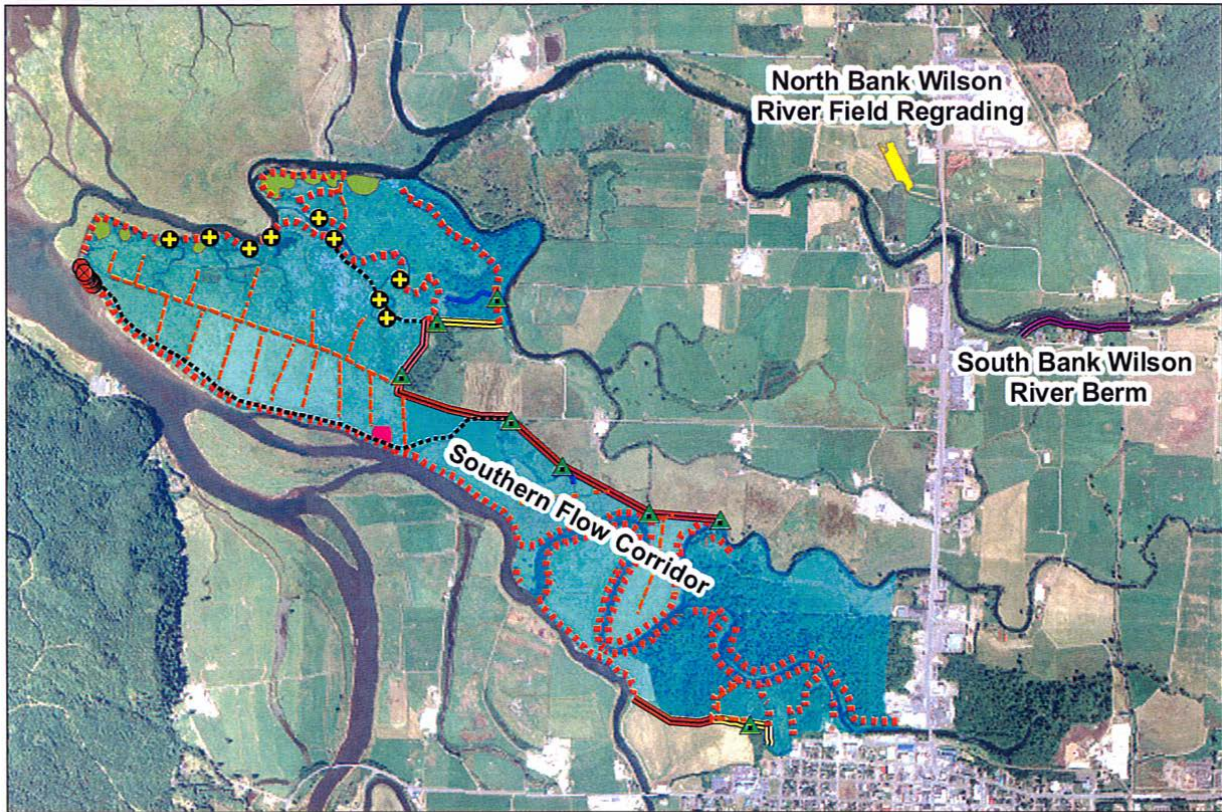 North Bank Wilson
River Field Regrading
South Bank Wilson
River Berm
Southern Flow Corridor